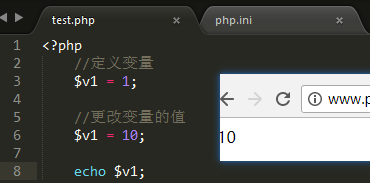 test.php
php.ini
1 <?php
2 //定义变量
3 $v1 = 1;
4
5 //更改变量的值
6 $v1 = 10;
7
8 echo $v1;
www.p
10